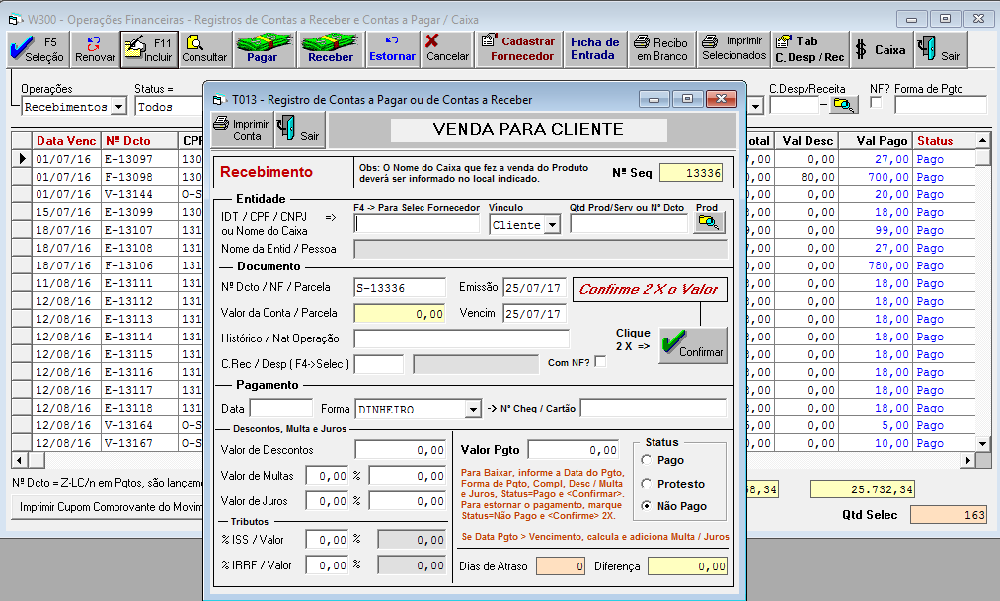 W300 - Operações Financeiras - Registros de Contas a Receber e Contas a Pagar / Caixa
F5 Seleção
Renovar
F11 Incluir
Consultar
Pagar
Receber
Estornar
Cancelar
Cadastrar Fornecedor
Ficha de Entrada
Recibo em Branco
Imprimir Selecionados
Tab C. Desp / Rec
Caixa
Sair
Operações
Status =
C.Desp/Receita
NF?
Forma de Pgto
Recebimentos
Todos
Data Venc Nº Dcto CPF
otal Val Desc Val Pago Status
01/07/16 E-13097 130 7,00 0,00 27,00 Pago
01/07/16 F-13098 130 0,00 80,00 700,00 Pago
02/07/16 V-13144 O-S 0,00 0,00 20,00 Pago
15/07/16 E-13099 130 8,00 0,00 18,00 Pago
18/07/16 F-13107 131 9,00 0,00 99,00 Pago
18/07/16 E-13108 131 7,00 0,00 27,00 Pago
18/07/16 F-13106 131 0,00 0,00 780,00 Pago
11/08/16 E-13111 131 8,00 0,00 18,00 Pago
12/08/16 E-13112 131 8,00 0,00 18,00 Pago
12/08/16 E-13113 131 8,00 0,00 18,00 Pago
12/08/16 E-13114 131 8,00 0,00 18,00 Pago
12/08/16 E-13115 131 8,00 0,00 18,00 Pago
12/08/16 E-13116 131 8,00 0,00 18,00 Pago
12/08/16 E-13117 131 8,00 0,00 18,00 Pago
12/08/16 E-13118 131 8,00 0,00 18,00 Pago
12/08/16 V-13164 O-S 5,00 0,00 5,00 Pago
12/08/16 V-13167 O-S 0,00 0,00 10,00 Pago
Nº Dcto = Z-LC/n em Pgtos, são lançame
Imprimir Cupom Comprovante do Movim
8,34
25.732,34
Qtd Selec 163
T013 - Registro de Contas a Pagar ou de Contas a Receber
Imprimir Conta
Sair
VENDA PARA CLIENTE
Recebimento
Obs: O Nome do Caixa que fez a venda do Produto
deverá ser informado no local indicado.
Nº Seq 13336
Entidade
IDT / CPF / CNPJ =>
ou Nome do Caixa
F4 -> Para Selec Fornecedor
Vinculo
Qtd Prod/Serv ou Nº Dcto
Prod
Cliente
Nome da Entid / Pessoa
Documento
Nº Dcto / NF / Parcela S-13336
Emissão 25/07/17
Confirme 2 X o Valor
Valor da Conta / Parcela 0,00
Vencim 25/07/17
Histórico / Nat Operação
Clique
2 X =>
Confirmar
C.Rec / Desp ( F4->Selec )
Com NF?
Pagamento
Data
Forma DINHEIRO
-> Nº Cheq / Cartão
Descontos, Multa e Juros
Valor de Descontos 0,00
Valor de Multas 0,00 % 0,00
Valor de Juros 0,00 % 0,00
Tributos
% ISS / Valor 0,00 % 0,00
% IRRF / Valor 0,00 % 0,00
Valor Pgto 0,00
Para Baixar, informe a Data do Pgto,
Forma de Pgto, Compl, Desc / Multa
e Juros, Status=Pago e <Confirmar>.
Para estornar o pagamento, marque
Status=Não Pago e <Confirme> 2X.
Status
Pago
Protesto
Não Pago
Se Data Pgto > Vencimento, calcula e adiciona Multa / Juros
Dias de Atraso 0
Diferença 0,00